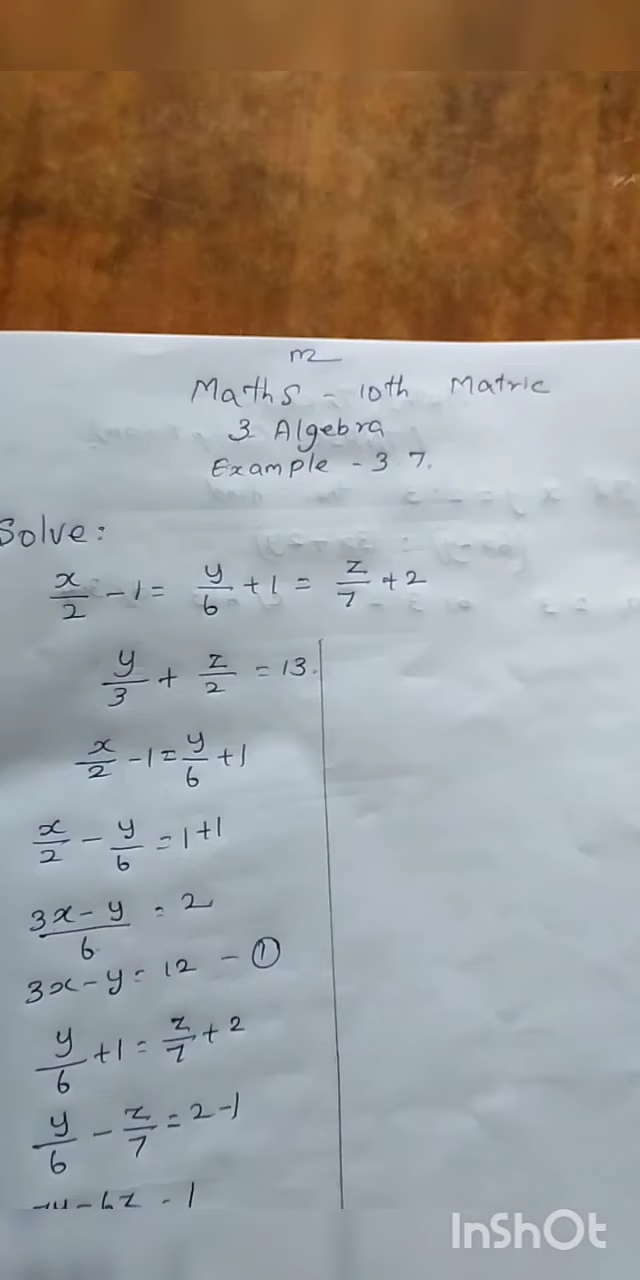 m
Maths - 10th Matric
3. Algebra
Example - 3 7.
Solve:
x/2 - 1 = y/6 + 1 = z/7 + 2
y/3 + z/2 = 13.
x/2 - 1 = y/6 + 1
x/2 - y/6 = 1+1
3x - y/6 = 2
3x - y = 12 - ①
y/6 + 1 = z/7 + 2
y/6 - z/7 = 2-1
y - 6z - 1
InShOt